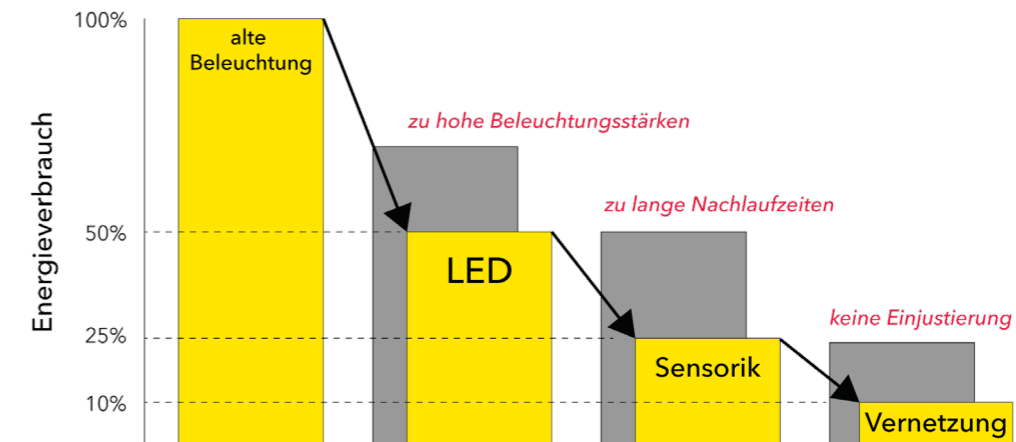 100%
alte
Beleuchtung
zu hohe Beleuchtungsstärken
Energieverbrauch
zu lange Nachlaufzeiten
50%
LED
keine Einjustierung
25%
Sensorik
10%
Vernetzung